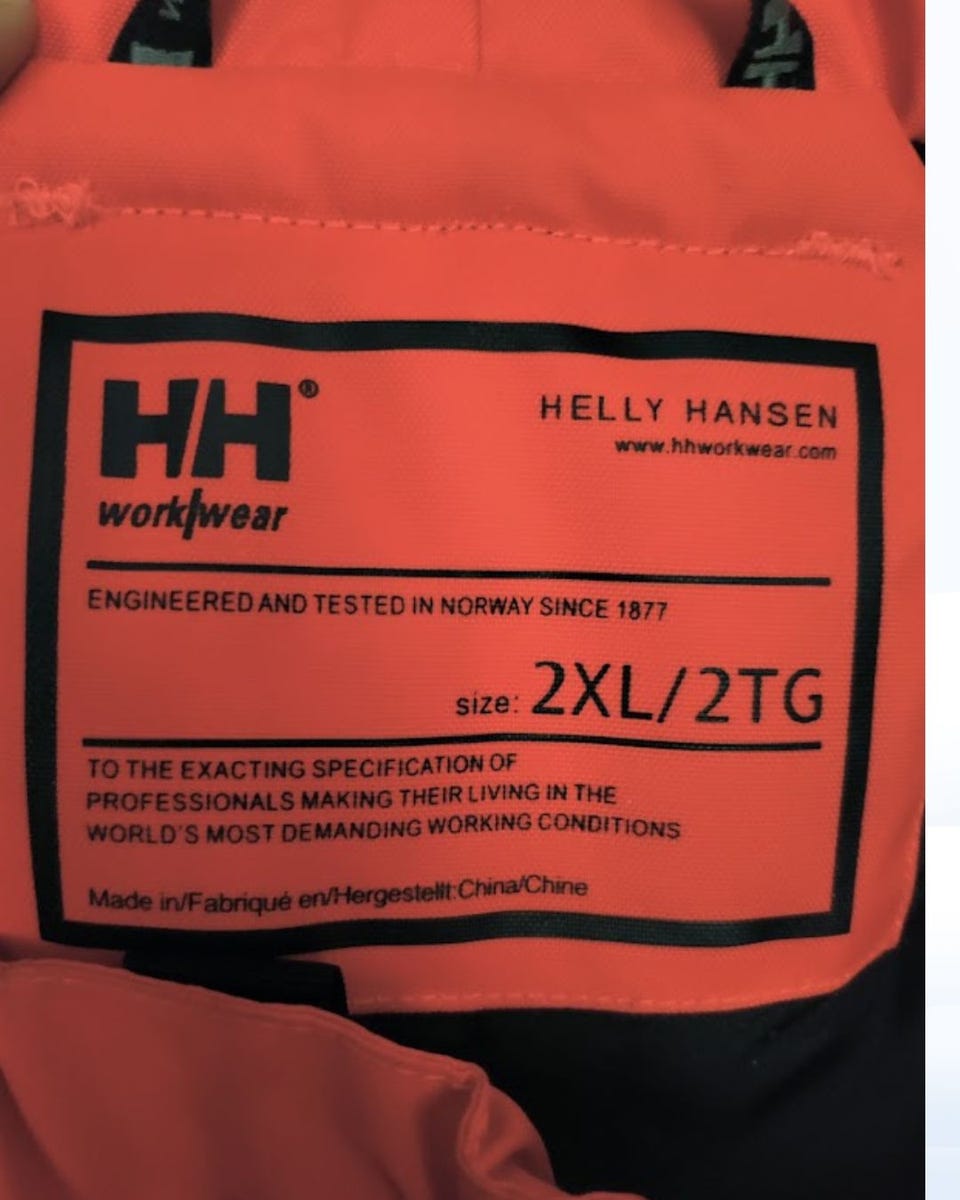 HH®
HELLY HANSEN
www.hhworkwear.com
work wear
ENGINEERED AND TESTED IN NORWAY SINCE 1877
size: 2XL/2TG
TO THE EXACTING SPECIFICATION OF
PROFESSIONALS MAKING THEIR LIVING IN THE
WORLD'S MOST DEMANDING WORKING CONDITIONS
Made in/Fabriqué en/Hergestellt:China/Chine